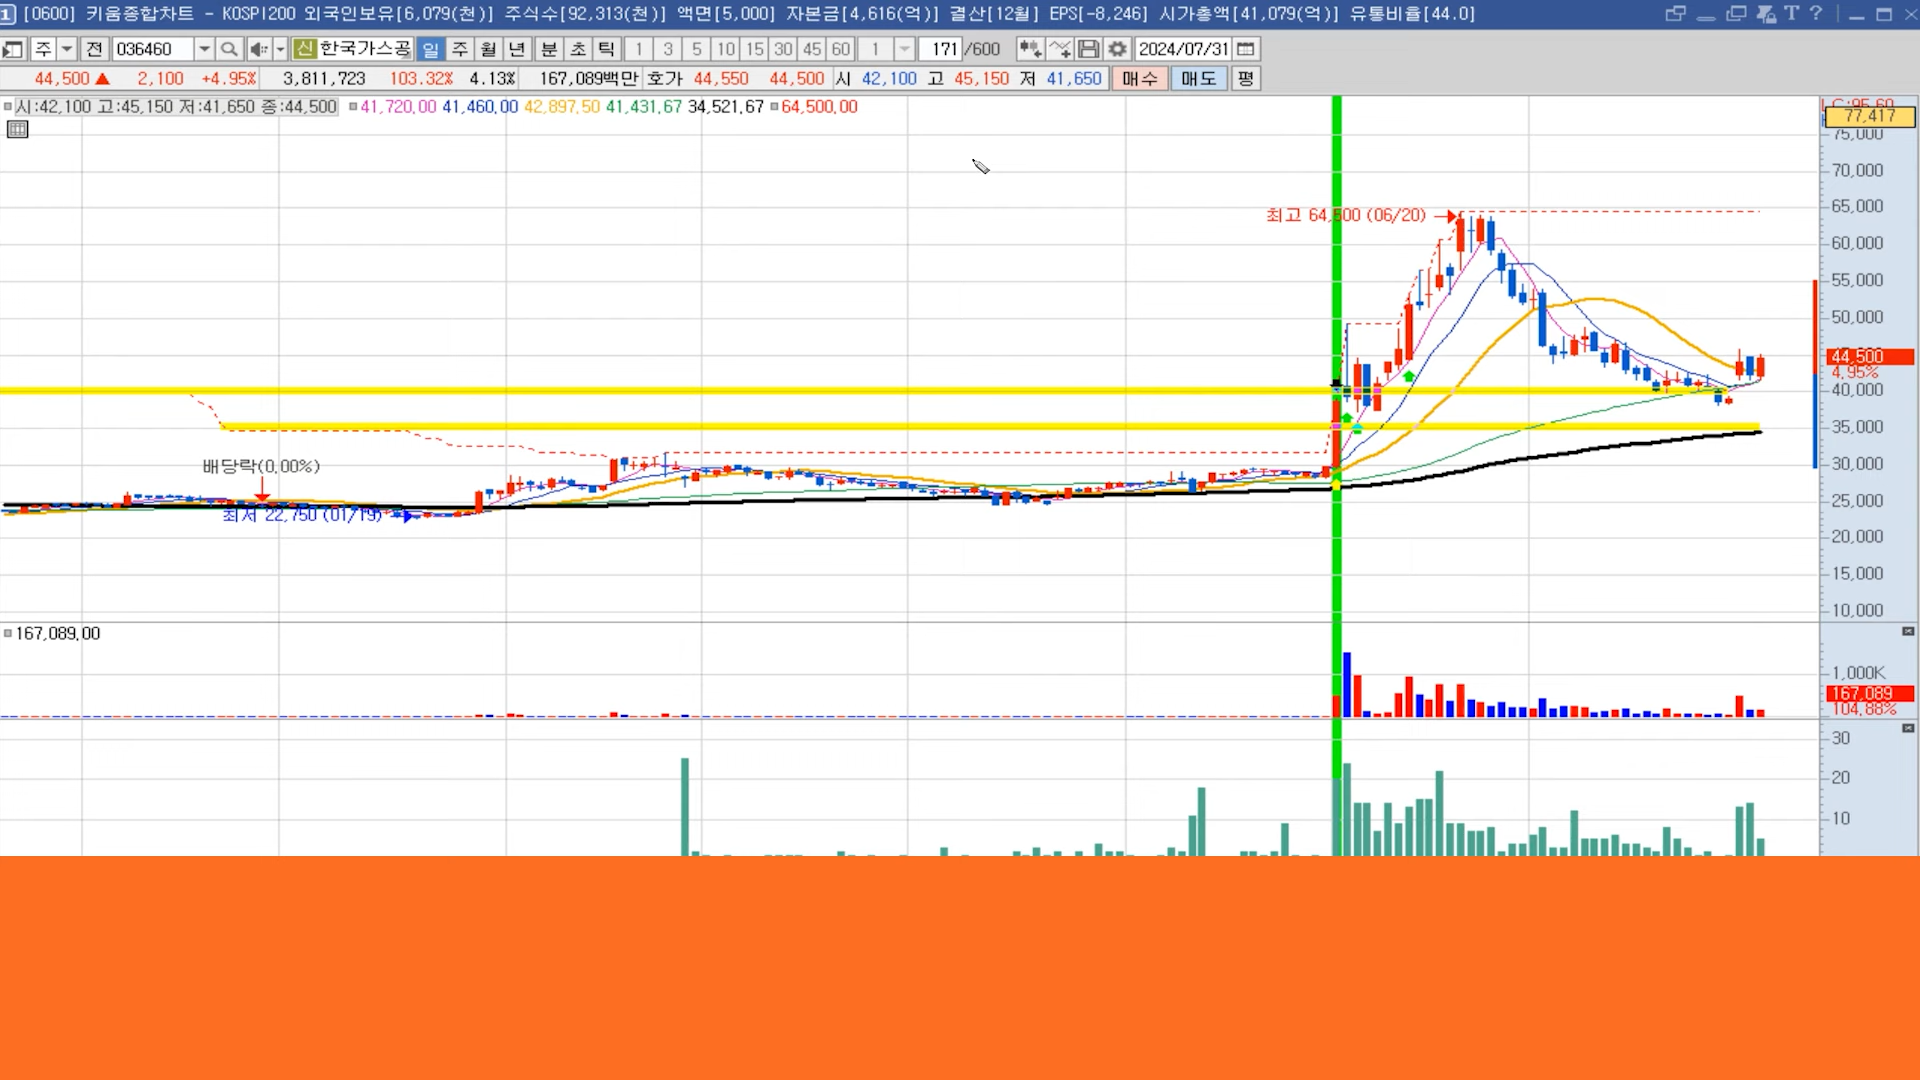 1 [0600] 키움종합차트 - KOSPI200 외국인보유[6,079(천)] 주식수[92,313(천)] 액면[5,000] 자본금[4,616(억)] 결산[12월] EPS[-8,246] 시가총액[41,079(억)] 유통비율[44.0] T ?
주 전 036460 신 한국가스공 일 주 월 년 분 초 틱 1 3 5 10 15 30 45 60 1 171 /600 2024/07/31
44,500 ▲ 2,100 +4.95% 3,811,723 103.32% 4.13% 167,089백만 호가 44,550 44,500 시 42,100 고 45,150 저 41,650 매수 매도 평
시:42,100 고:45,150 저:41,650 종:44,500 41,720.00 41,460.00 42,897.50 41,431.67 34,521.67 64,500.00
77,417
75,000
70,000
최고 64,500 (06/20)
65,000
60,000
55,000
50,000
44,500
4.95%
40,000
35,000
배당락(0.00%)
30,000
25,000
최저 22,750 (01/19)
20,000
15,000
10,000
167,089.00
1,000K
167,089
104.88%
30
20
10